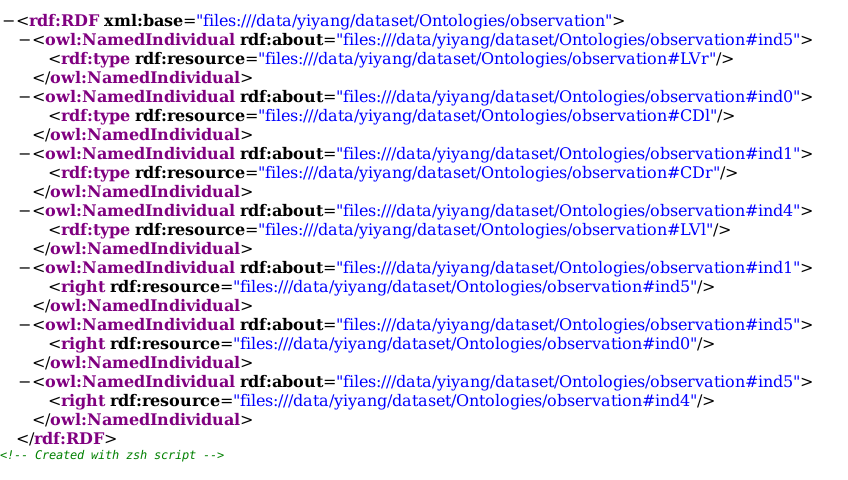 −<rdf:RDF xml:base="files:///data/yiyang/dataset/Ontologies/observation">
−<owl:NamedIndividual rdf:about="files:///data/yiyang/dataset/Ontologies/observation#ind5">
<rdf:type rdf:resource="files:///data/yiyang/dataset/Ontologies/observation#LVr"/>
</owl:NamedIndividual>
−<owl:NamedIndividual rdf:about="files:///data/yiyang/dataset/Ontologies/observation#ind0">
<rdf:type rdf:resource="files:///data/yiyang/dataset/Ontologies/observation#CDl"/>
</owl:NamedIndividual>
−<owl:NamedIndividual rdf:about="files:///data/yiyang/dataset/Ontologies/observation#ind1">
<rdf:type rdf:resource="files:///data/yiyang/dataset/Ontologies/observation#CDr"/>
</owl:NamedIndividual>
−<owl:NamedIndividual rdf:about="files:///data/yiyang/dataset/Ontologies/observation#ind4">
<rdf:type rdf:resource="files:///data/yiyang/dataset/Ontologies/observation#LVl"/>
</owl:NamedIndividual>
−<owl:NamedIndividual rdf:about="files:///data/yiyang/dataset/Ontologies/observation#ind1">
<right rdf:resource="files:///data/yiyang/dataset/Ontologies/observation#ind5"/>
</owl:NamedIndividual>
−<owl:NamedIndividual rdf:about="files:///data/yiyang/dataset/Ontologies/observation#ind5">
<right rdf:resource="files:///data/yiyang/dataset/Ontologies/observation#ind0"/>
</owl:NamedIndividual>
−<owl:NamedIndividual rdf:about="files:///data/yiyang/dataset/Ontologies/observation#ind5">
<right rdf:resource="files:///data/yiyang/dataset/Ontologies/observation#ind4"/>
</owl:NamedIndividual>
</rdf:RDF>
<!-- Created with zsh script -->